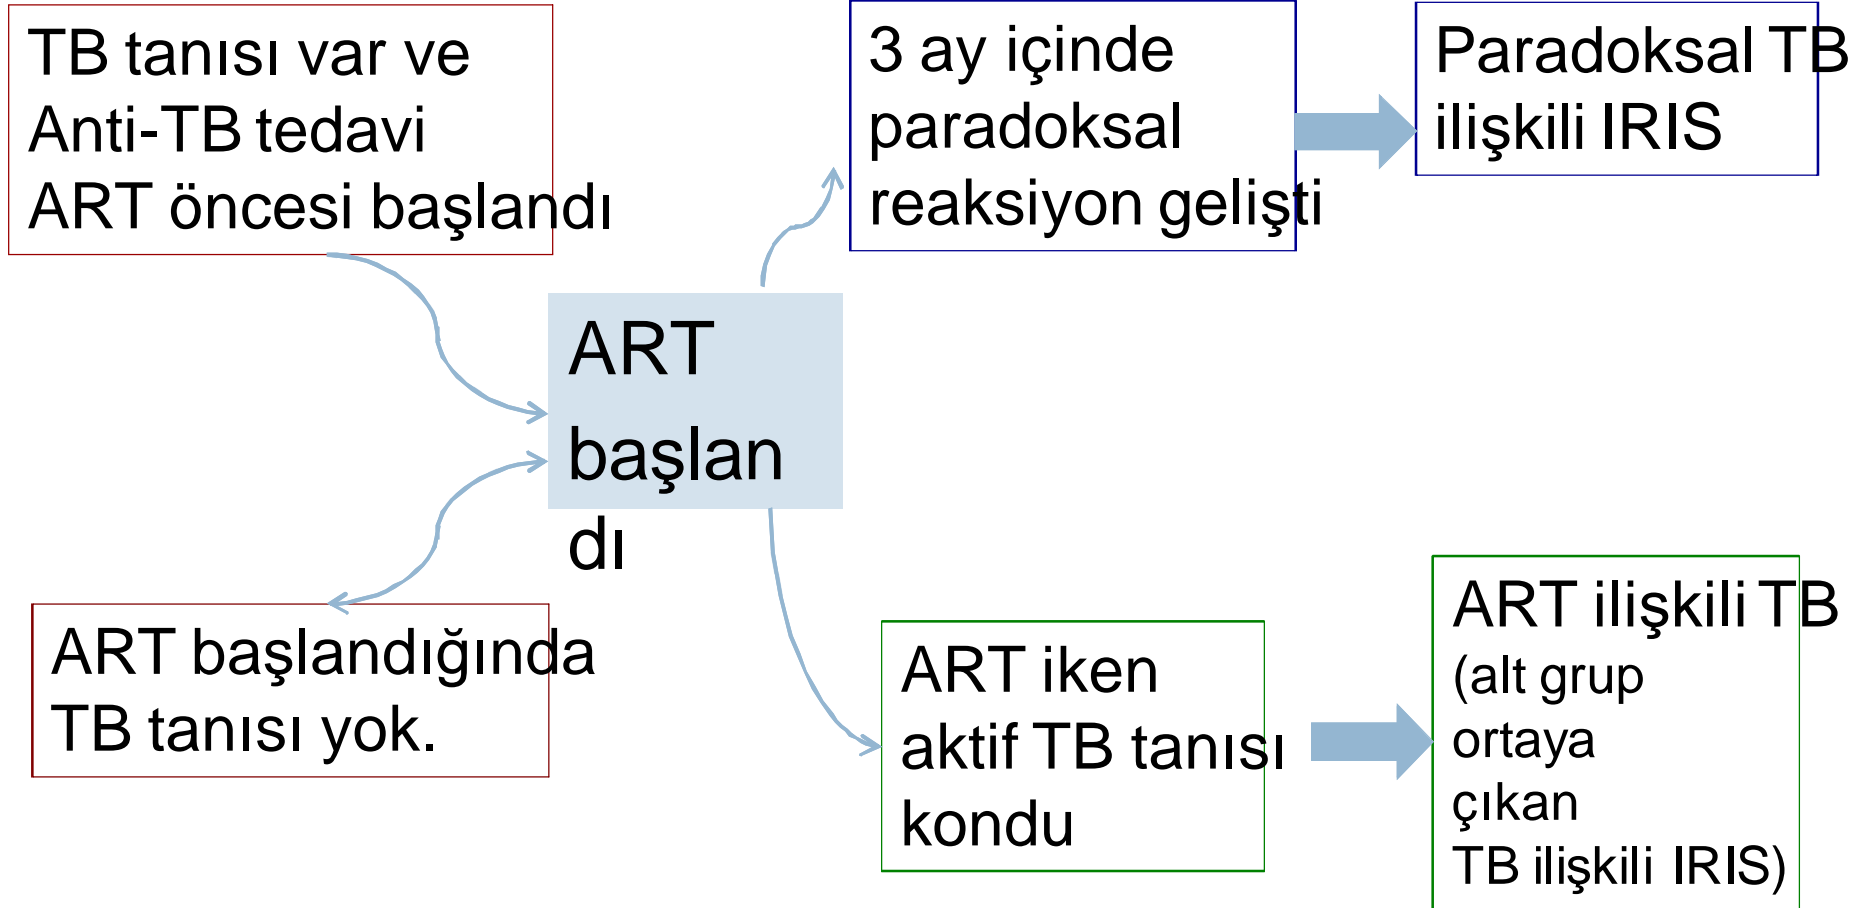 TB tanısı var ve
Anti-TB tedavi
ART öncesi başlandı
3 ay içinde
paradoksal
reaksiyon gelişti
Paradoksal TB
ilişkili IRIS
ART
başlan
dı
ART başlandığında
TB tanısı yok.
ART iken
aktif TB tanısı
kondu
ART ilişkili TB
(alt grup
ortaya
çıkan
TB ilişkili IRIS)